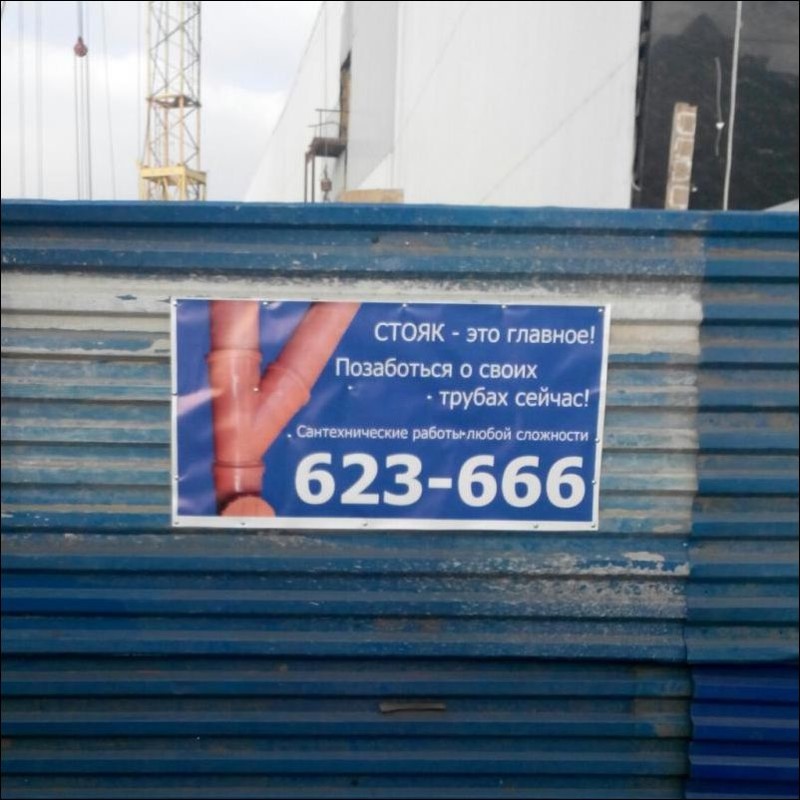 СТОЯК - это главное!
Позаботься о своих
трубах сейчас!
Сантехнические работы любой сложности
623-666